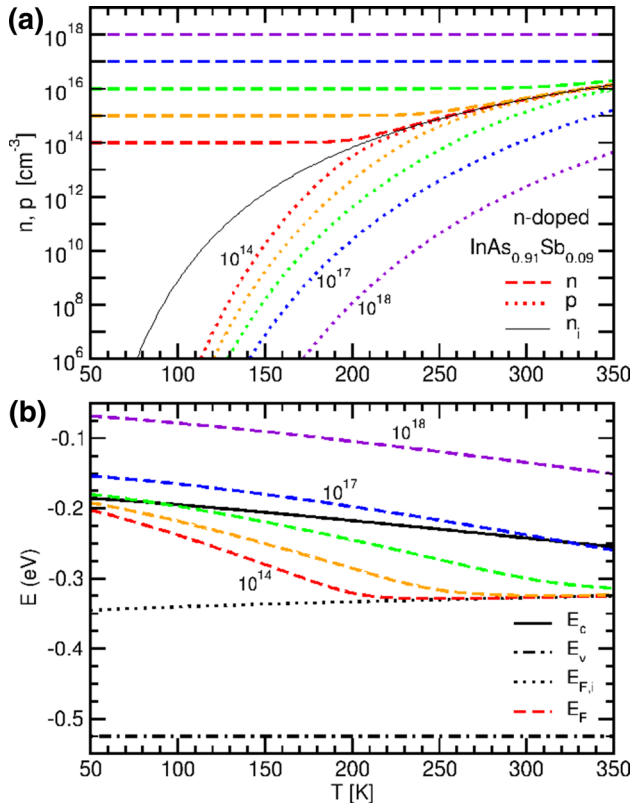 (a)
10^18
10^16
10^14
10^12
10^10
10^8
10^6
n, p [cm^-3]
10^14
10^17
10^18
n-doped
InAs_0.91Sb_0.09
n
p
n_i
50 100 150 200 250 300 350
(b)
-0.1
-0.2
-0.3
-0.4
-0.5
E (eV)
10^18
10^17
10^14
E_c
E_v
E_F,i
E_F
50 100 150 200 250 300 350
T [K]